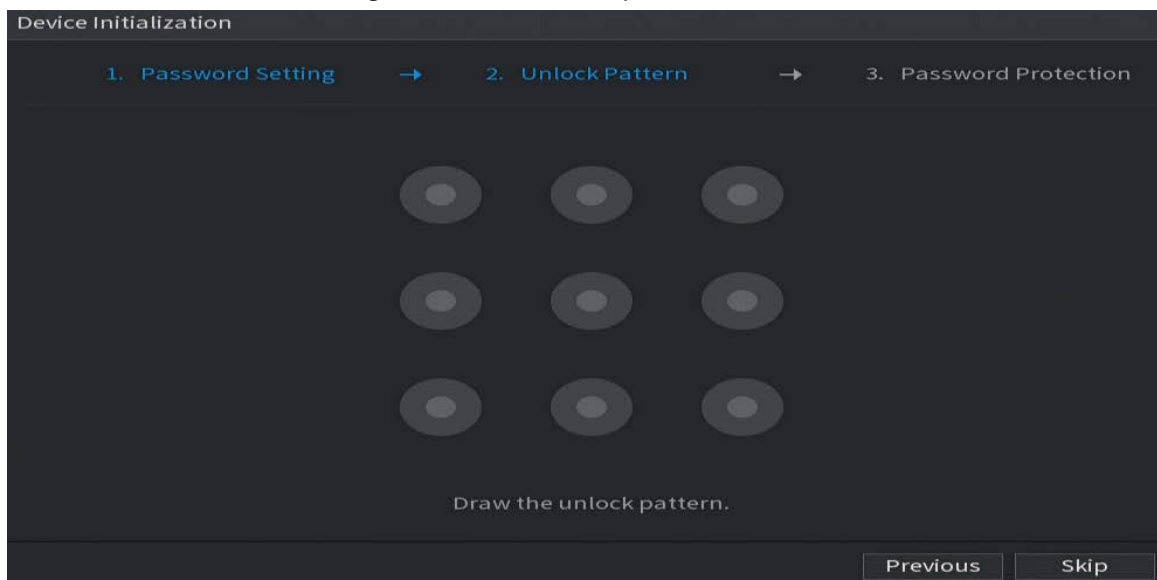 Device Initialization
1. Password Setting → 2. Unlock Pattern → 3. Password Protection
Draw the unlock pattern.
Previous Skip